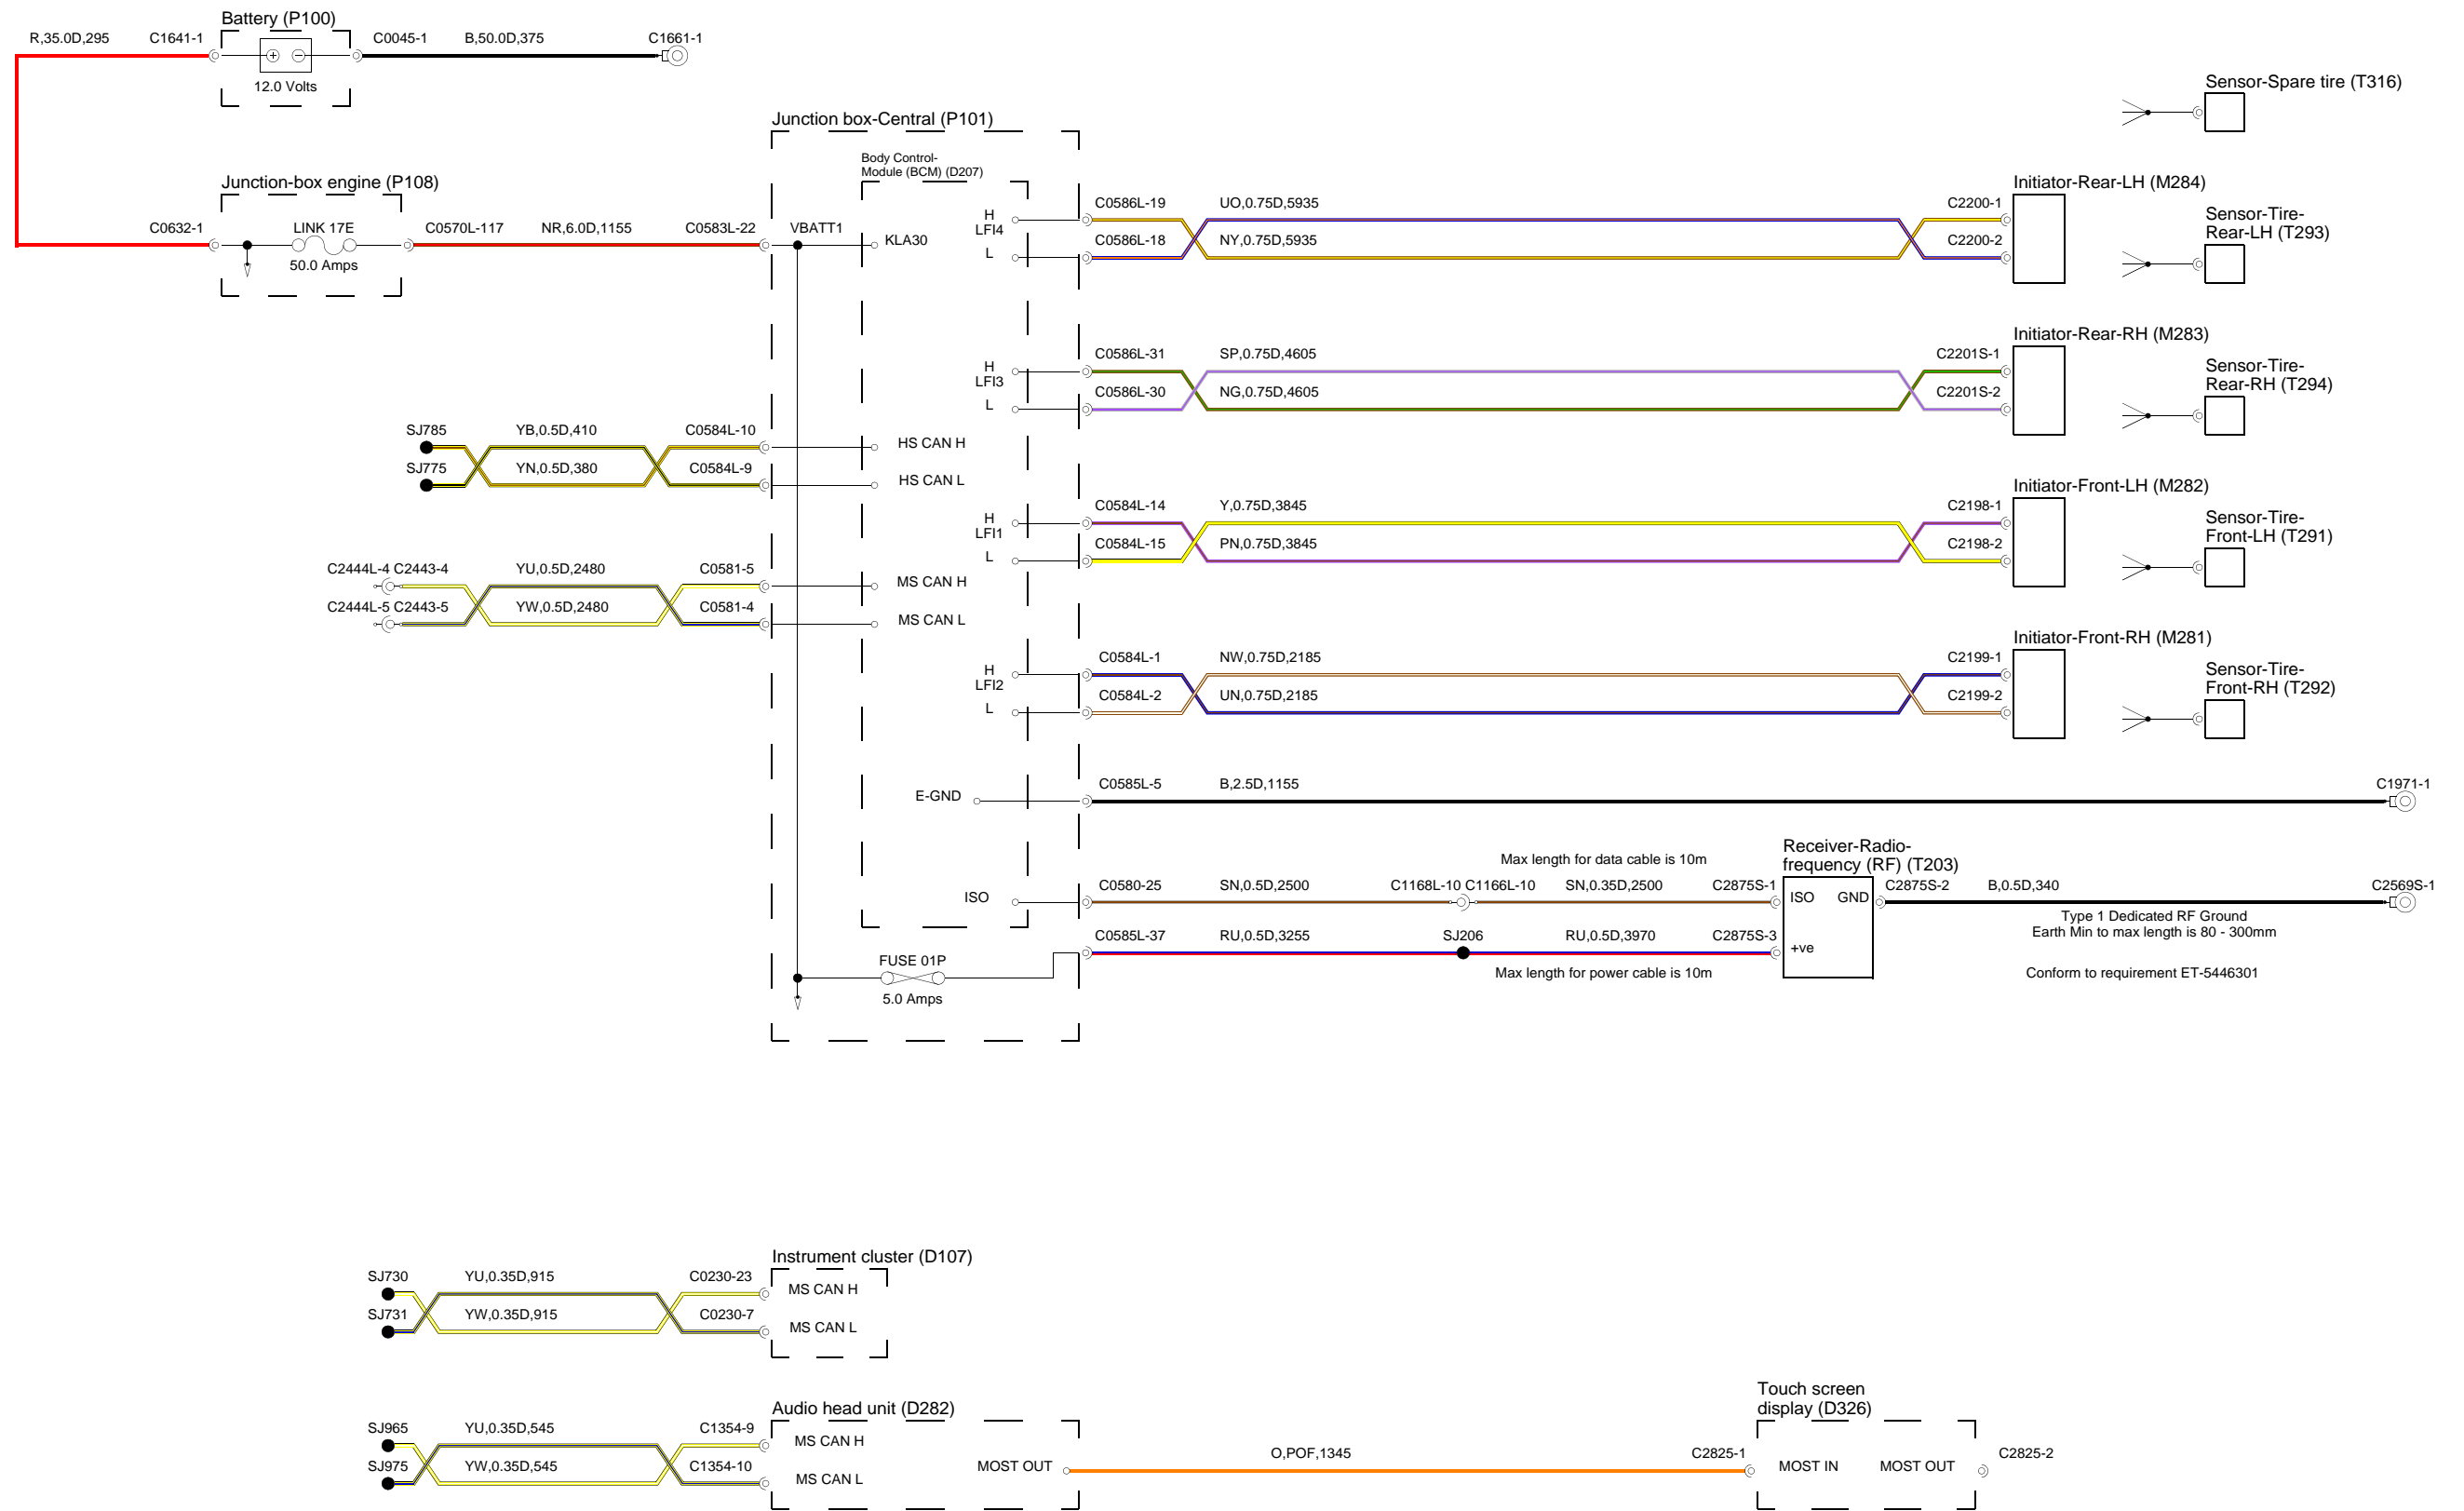 Battery (P100)
R,35.0D,295
C1641-1
C0045-1
B,50.0D,375
C1661-1
12.0 Volts
Sensor-Spare tire (T316)
Junction box-Central (P101)
Body Control-
Module (BCM) (D207)
Junction-box engine (P108)
C0632-1
LINK 17E
50.0 Amps
C0570L-117
NR,6.0D,1155
C0583L-22
VBATT1
KLA30
H
LFI4
L
C0586L-19
UO,0.75D,5935
C2200-1
C0586L-18
NY,0.75D,5935
C2200-2
Initiator-Rear-LH (M284)
Sensor-Tire-
Rear-LH (T293)
H
LFI3
L
C0586L-31
SP,0.75D,4605
C2201S-1
C0586L-30
NG,0.75D,4605
C2201S-2
Initiator-Rear-RH (M283)
Sensor-Tire-
Rear-RH (T294)
SJ785
YB,0.5D,410
C0584L-10
HS CAN H
SJ775
YN,0.5D,380
C0584L-9
HS CAN L
H
LFI1
L
C0584L-14
Y,0.75D,3845
C2198-1
C0584L-15
PN,0.75D,3845
C2198-2
Initiator-Front-LH (M282)
Sensor-Tire-
Front-LH (T291)
C2444L-4 C2443-4
YU,0.5D,2480
C0581-5
MS CAN H
C2444L-5 C2443-5
YW,0.5D,2480
C0581-4
MS CAN L
H
LFI2
L
C0584L-1
NW,0.75D,2185
C2199-1
C0584L-2
UN,0.75D,2185
C2199-2
Initiator-Front-RH (M281)
Sensor-Tire-
Front-RH (T292)
E-GND
C0585L-5
B,2.5D,1155
C1971-1
Max length for data cable is 10m
Receiver-Radio-
frequency (RF) (T203)
ISO
C0580-25
SN,0.5D,2500
C1168L-10 C1166L-10
SN,0.35D,2500
C2875S-1
ISO
GND
C2875S-2
B,0.5D,340
C2569S-1
Type 1 Dedicated RF Ground
Earth Min to max length is 80 - 300mm
C0585L-37
RU,0.5D,3255
SJ206
RU,0.5D,3970
C2875S-3
+ve
FUSE 01P
5.0 Amps
Max length for power cable is 10m
Conform to requirement ET-5446301
Instrument cluster (D107)
SJ730
YU,0.35D,915
C0230-23
MS CAN H
SJ731
YW,0.35D,915
C0230-7
MS CAN L
Audio head unit (D282)
SJ965
YU,0.35D,545
C1354-9
MS CAN H
SJ975
YW,0.35D,545
C1354-10
MS CAN L
MOST OUT
O,POF,1345
C2825-1
Touch screen
display (D326)
MOST IN
MOST OUT
C2825-2